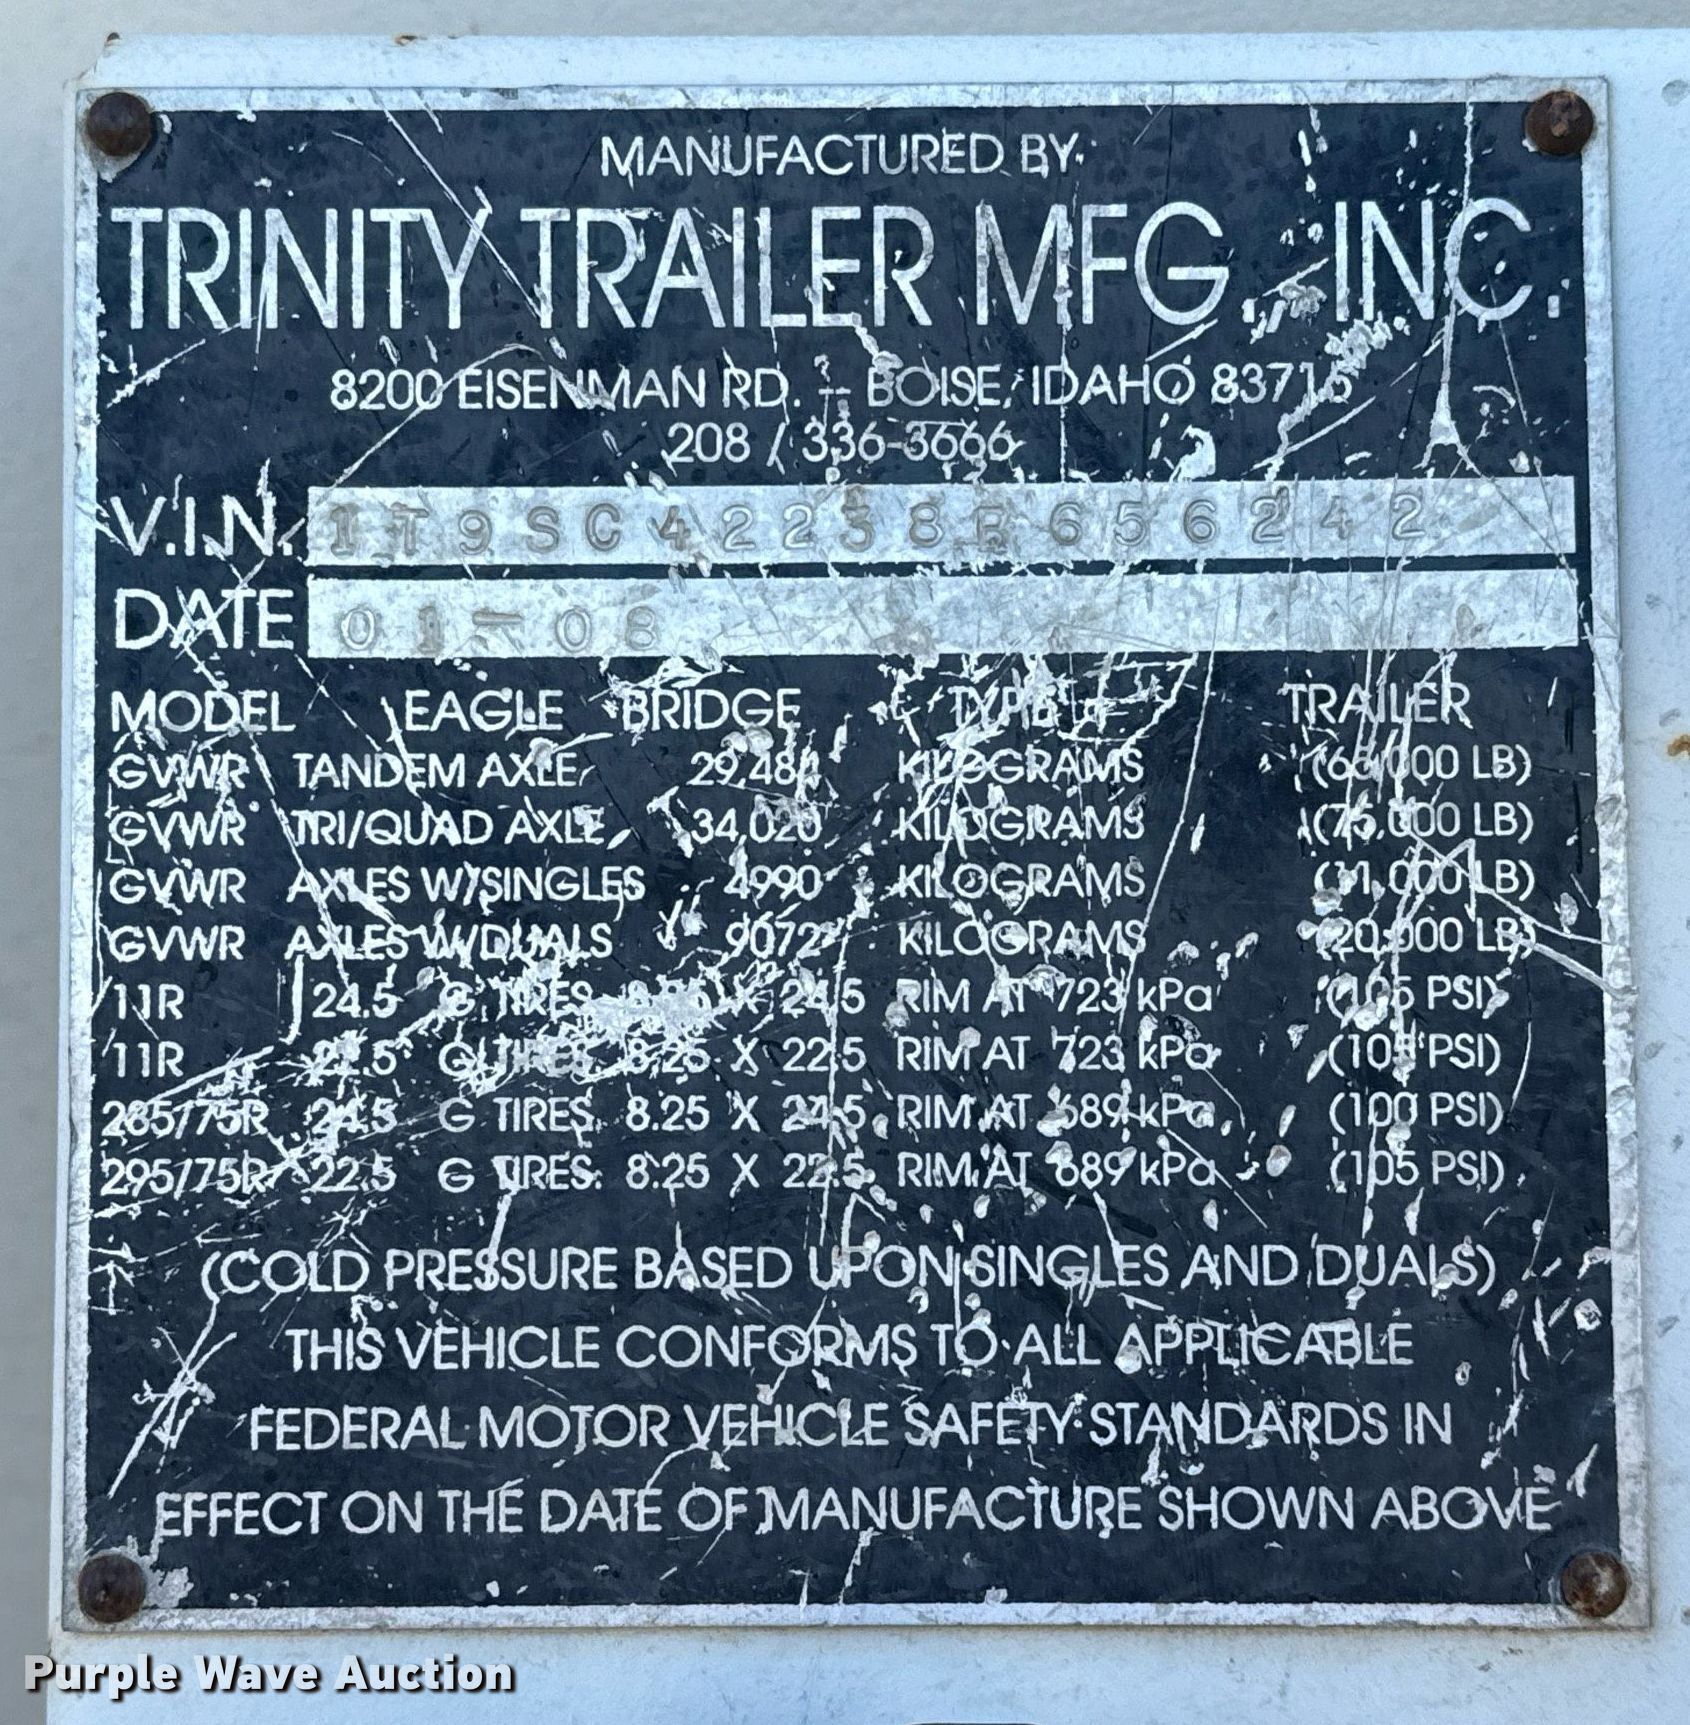 MANUFACTURED BY
TRINITY TRAILER MFG., INC.
8200 EISENMAN RD. — BOISE, IDAHO 83716
208 / 336-3666
V.I.N. 1T9SC42238B656242
DATE 01-08
MODEL EAGLE BRIDGE TYPE TRAILER
GVWR TANDEM AXLE 29,484 KILOGRAMS (65,000 LB)
GVWR TRI/QUAD AXLE 34,020 KILOGRAMS (75,000 LB)
GVWR AXLES W/SINGLES 4990 KILOGRAMS (11,000 LB)
GVWR AXLES W/DUALS 9072 KILOGRAMS (20,000 LB)
11R 24.5 G TIRES 8.25 X 24.5 RIM AT 723 kPa (105 PSI)
11R 22.5 G TIRES 8.25 X 22.5 RIM AT 723 kPa (105 PSI)
285/75R 24.5 G TIRES 8.25 X 24.5 RIM AT 689 kPa (100 PSI)
295/75R 22.5 G TIRES 8.25 X 22.5 RIM AT 689 kPa (105 PSI)
(COLD PRESSURE BASED UPON SINGLES AND DUALS)
THIS VEHICLE CONFORMS TO ALL APPLICABLE
FEDERAL MOTOR VEHICLE SAFETY STANDARDS IN
EFFECT ON THE DATE OF MANUFACTURE SHOWN ABOVE
Purple Wave Auction